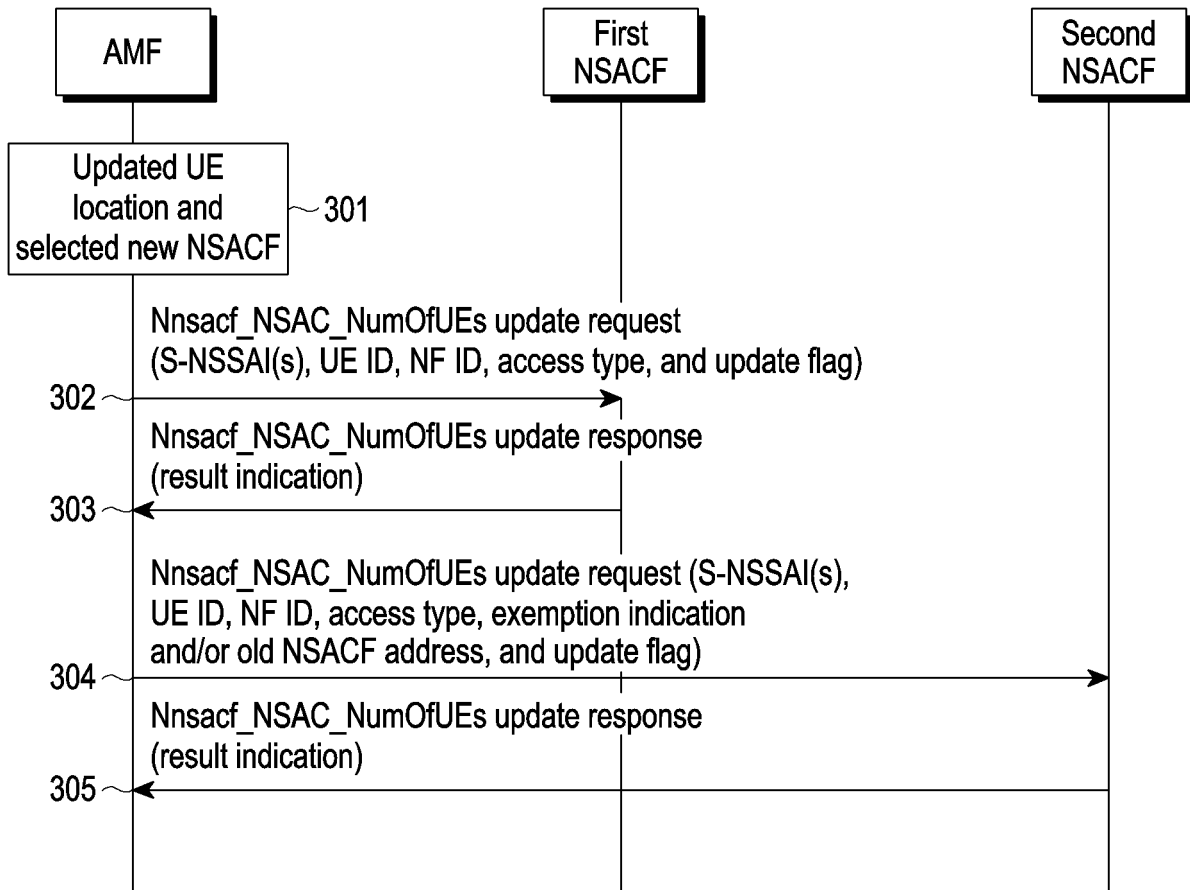 AMF
First
NSACF
Second
NSACF
Updated UE
location and
selected new NSACF
301
Nnsacf_NSAC_NumOfUEs update request
(S-NSSAI(s), UE ID, NF ID, access type, and update flag)
302
Nnsacf_NSAC_NumOfUEs update response
(result indication)
303
Nnsacf_NSAC_NumOfUEs update request (S-NSSAI(s),
UE ID, NF ID, access type, exemption indication
and/or old NSACF address, and update flag)
304
Nnsacf_NSAC_NumOfUEs update response
(result indication)
305